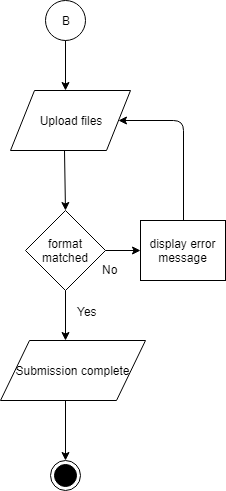 B
Upload files
format
matched
display error
message
No
Yes
Submission complete